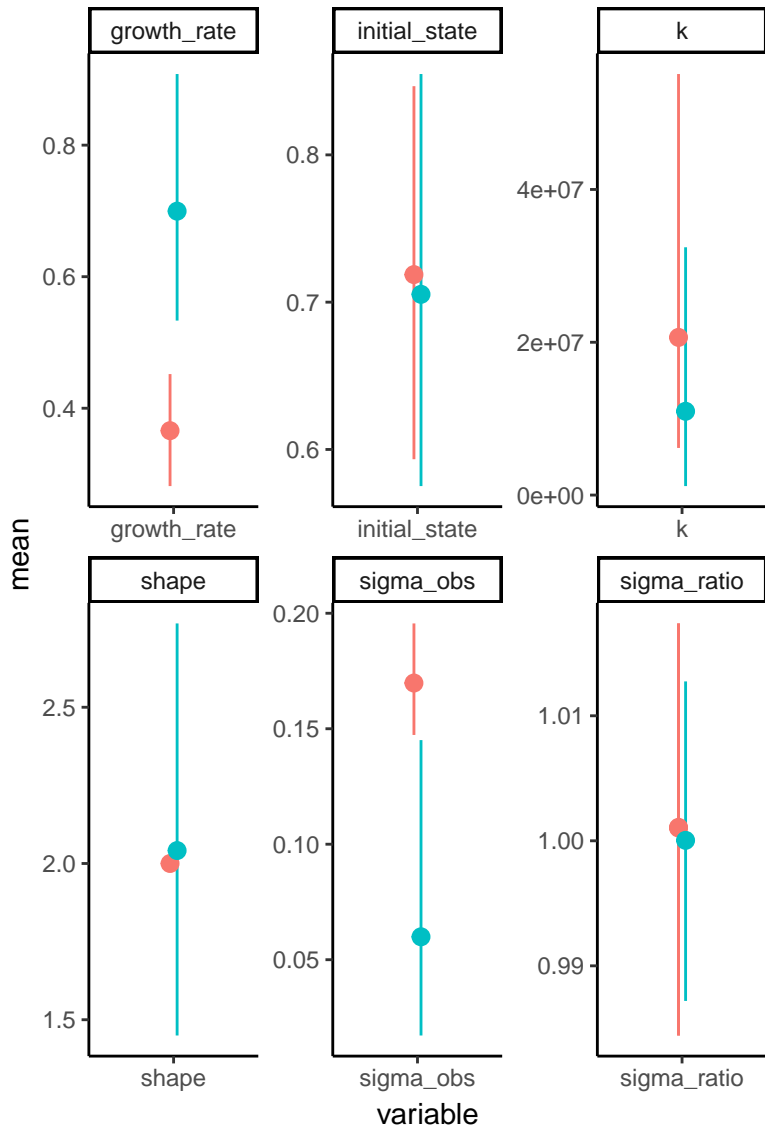 growth_rate initial_state k
0.8
0.6
0.4
0.8
0.7
0.6
4e+07
2e+07
0e+00
growth_rate initial_state k
mean
shape sigma_obs sigma_ratio
2.5
2.0
1.5
0.20
0.15
0.10
0.05
1.01
1.00
0.99
shape sigma_obs sigma_ratio
variable